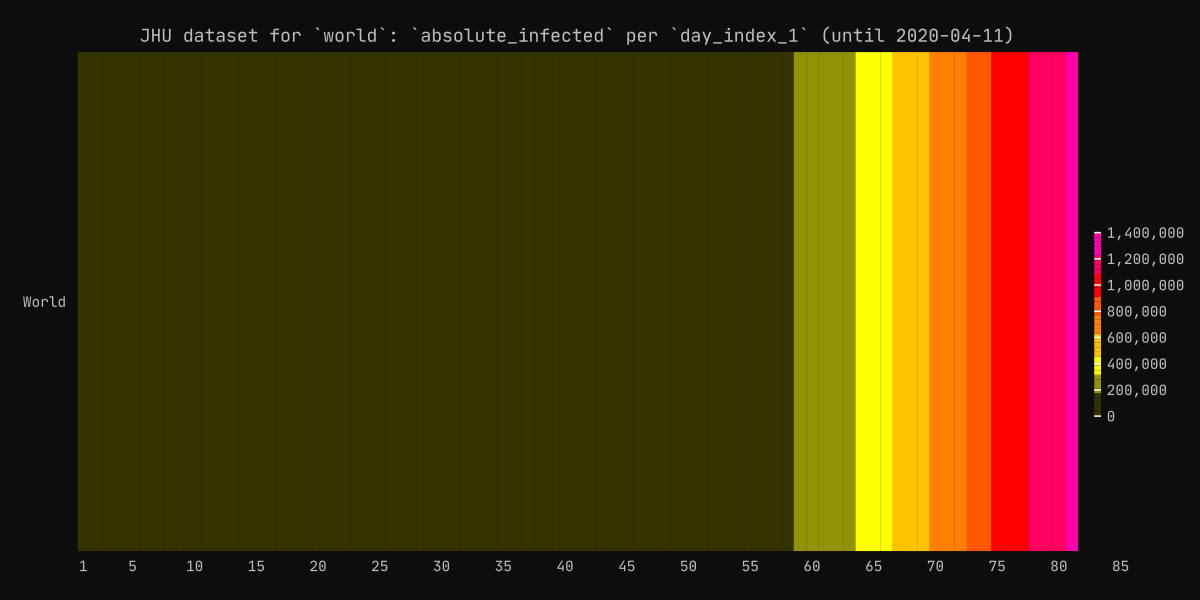 JHU dataset for `world`: `absolute_infected` per `day_index_1` (until 2020-04-11)
World
1,400,000
1,200,000
1,000,000
800,000
600,000
400,000
200,000
0
1 5 10 15 20 25 30 35 40 45 50 55 60 65 70 75 80 85